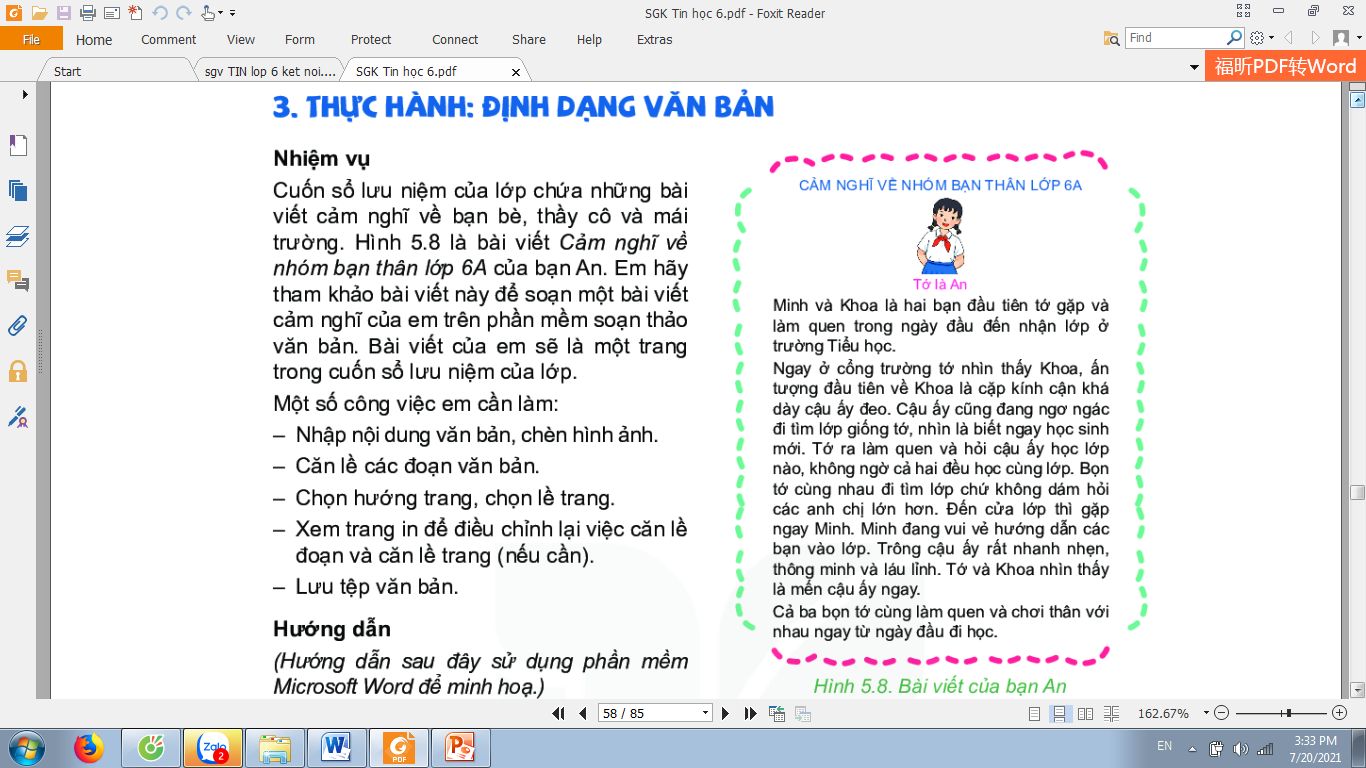 SGK Tin học 6.pdf - Foxit Reader
File Home Comment View Form Protect Connect Share Help Extras
Find
Start sgv TIN lop 6 ket noi.... SGK Tin học 6.pdf
福昕PDF转Word
3. THỰC HÀNH: ĐỊNH DẠNG VĂN BẢN
Nhiệm vụ
Cuốn sổ lưu niệm của lớp chứa những bài
viết cảm nghĩ về bạn bè, thầy cô và mái
trường. Hình 5.8 là bài viết Cảm nghĩ về
nhóm bạn thân lớp 6A của bạn An. Em hãy
tham khảo bài viết này để soạn một bài viết
cảm nghĩ của em trên phần mềm soạn thảo
văn bản. Bài viết của em sẽ là một trang
trong cuốn sổ lưu niệm của lớp.
Một số công việc em cần làm:
– Nhập nội dung văn bản, chèn hình ảnh.
– Căn lề các đoạn văn bản.
– Chọn hướng trang, chọn lề trang.
– Xem trang in để điều chỉnh lại việc căn lề
đoạn và căn lề trang (nếu cần).
– Lưu tệp văn bản.
Hướng dẫn
(Hướng dẫn sau đây sử dụng phần mềm
Microsoft Word để minh hoạ.)
CẢM NGHĨ VỀ NHÓM BẠN THÂN LỚP 6A
Tớ là An
Minh và Khoa là hai bạn đầu tiên tớ gặp và
làm quen trong ngày đầu đến nhận lớp ở
trường Tiểu học.
Ngay ở cổng trường tớ nhìn thấy Khoa, ấn
tượng đầu tiên về Khoa là cặp kính cận khá
dày cậu ấy đeo. Cậu ấy cũng đang ngơ ngác
đi tìm lớp giống tớ, nhìn là biết ngay học sinh
mới. Tớ ra làm quen và hỏi cậu ấy học lớp
nào, không ngờ cả hai đều học cùng lớp. Bọn
tớ cùng nhau đi tìm lớp chứ không dám hỏi
các anh chị lớn hơn. Đến cửa lớp thì gặp
ngay Minh. Minh đang vui vẻ hướng dẫn các
bạn vào lớp. Trông cậu ấy rất nhanh nhẹn,
thông minh và láu lỉnh. Tớ và Khoa nhìn thấy
là mến cậu ấy ngay.
Cả ba bọn tớ cùng làm quen và chơi thân với
nhau ngay từ ngày đầu đi học.
Hình 5.8. Bài viết của bạn An
58 / 85
162.67%
Zalo 2
PDF
EN
3:33 PM
7/20/2021